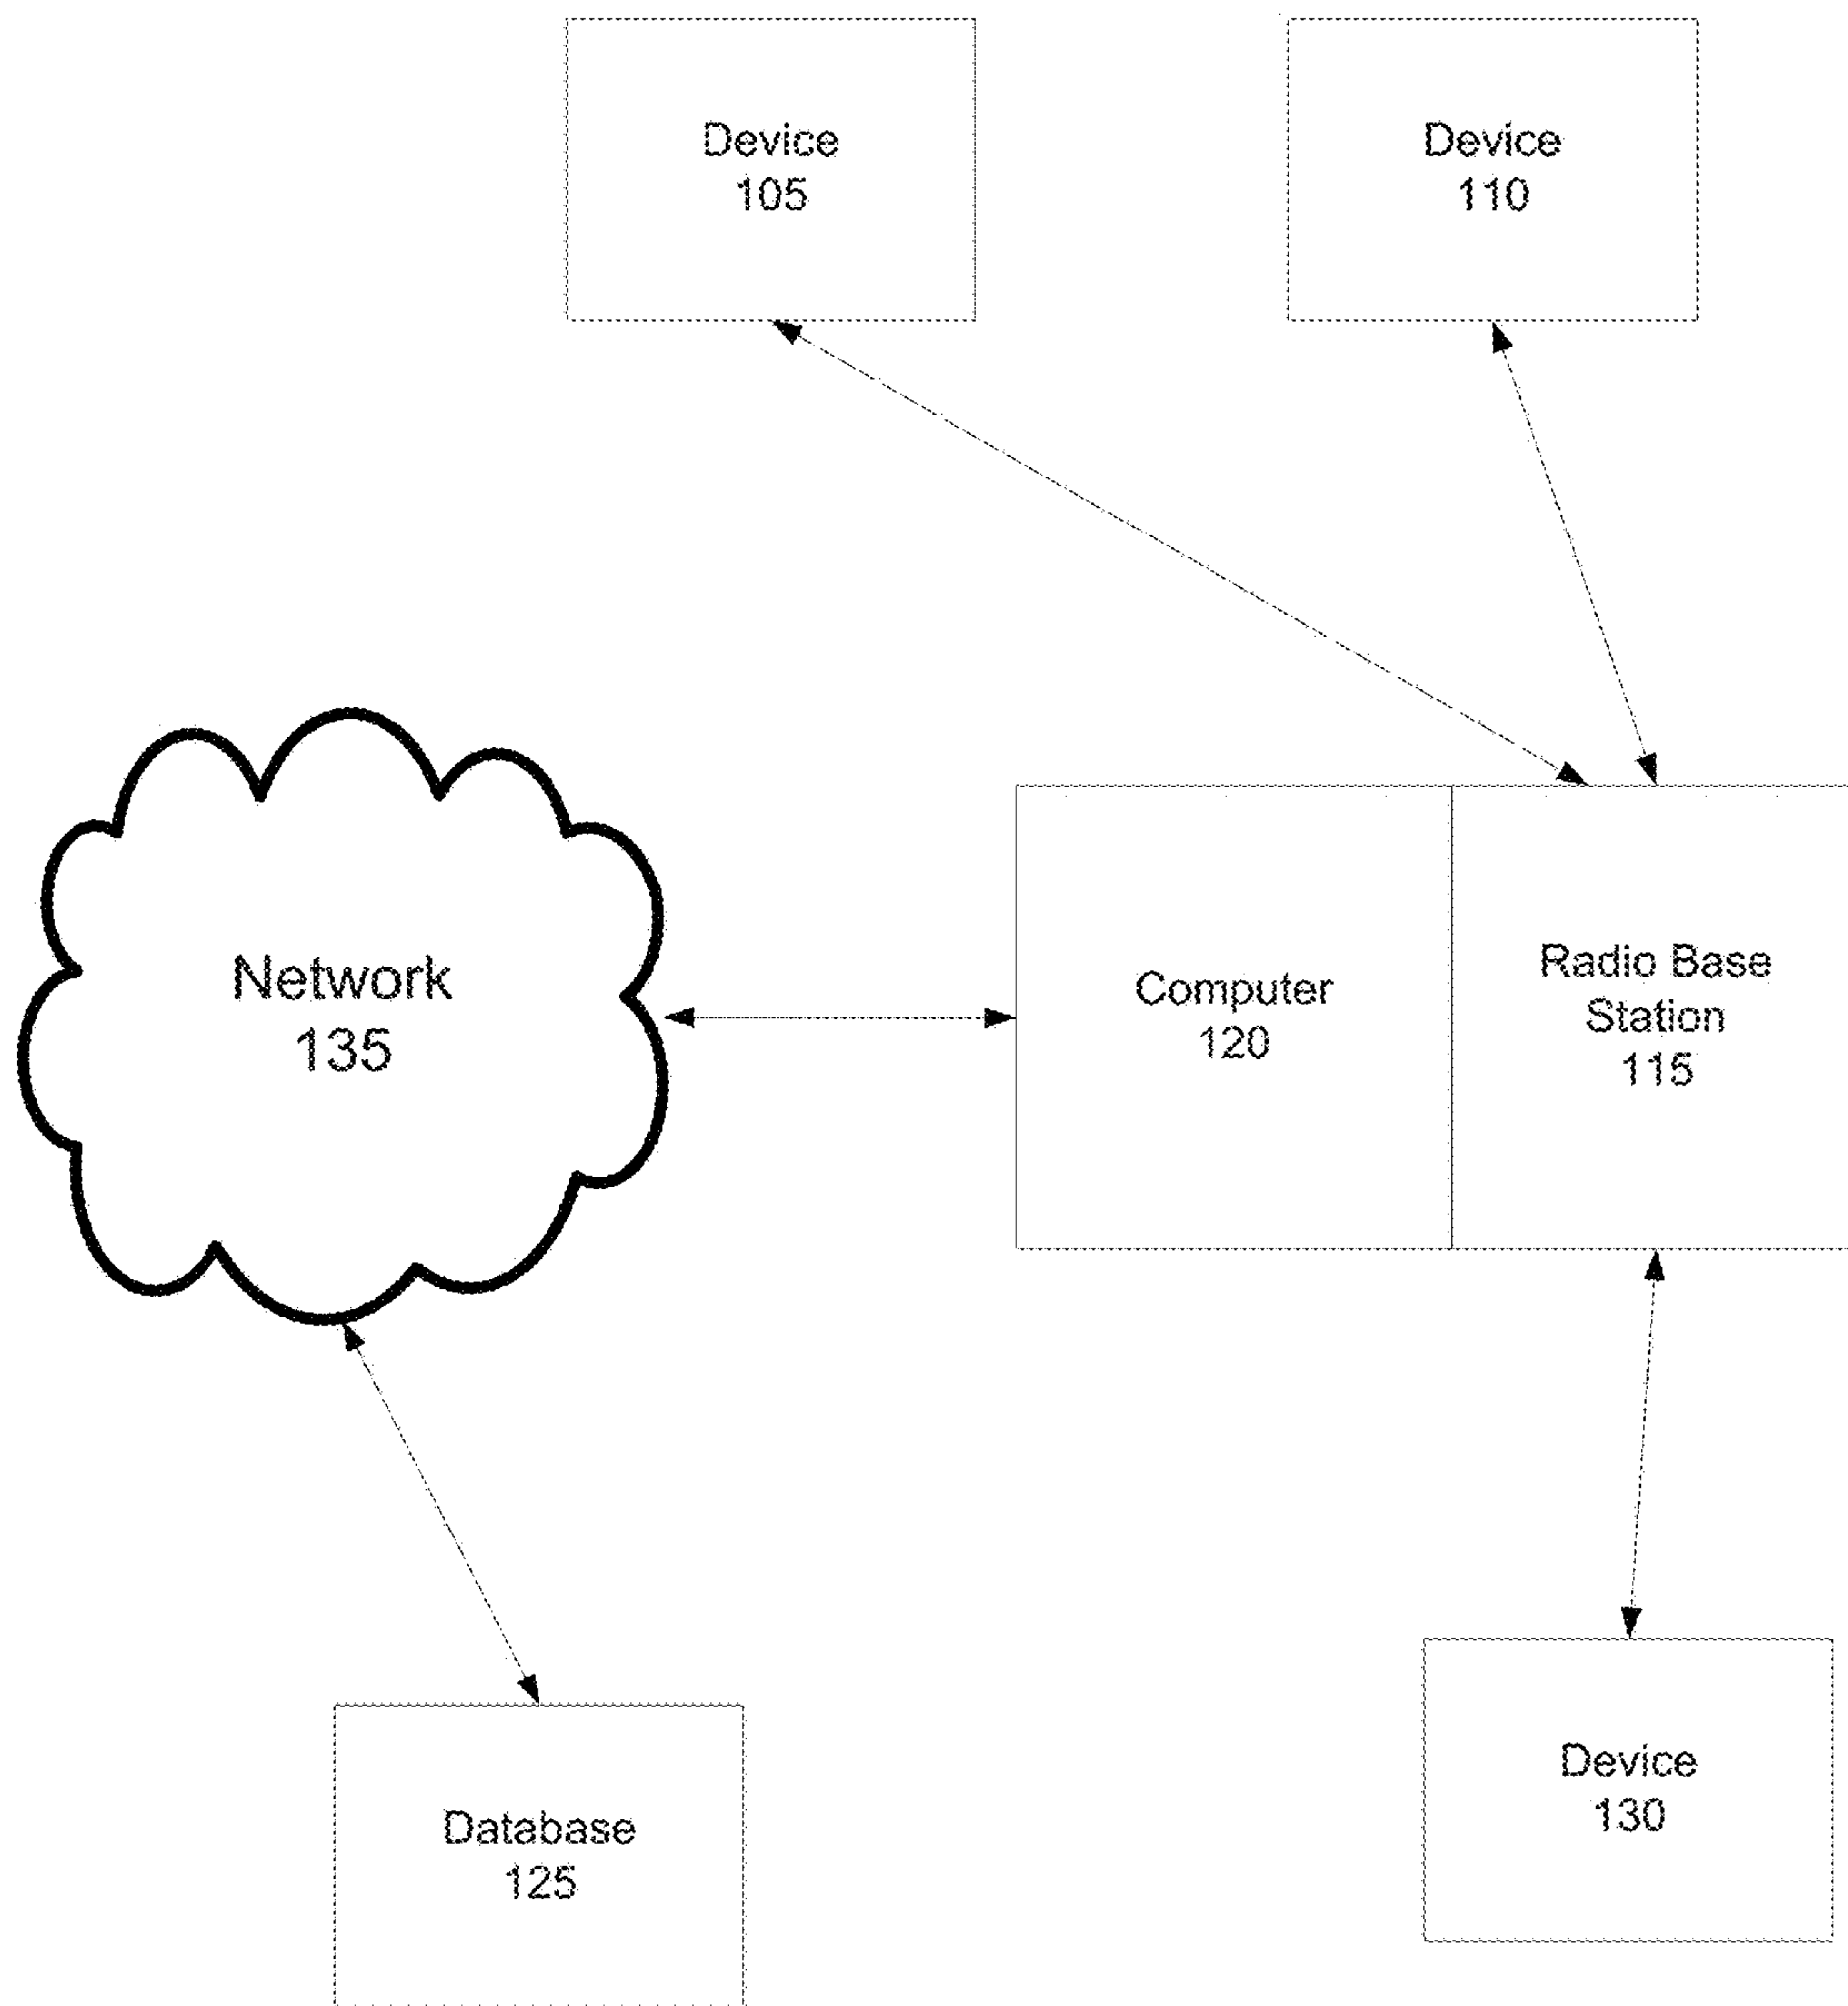 Device
105
Device
110
Network
135
Computer
120
Radio Base
Station
115
Database
125
Device
130